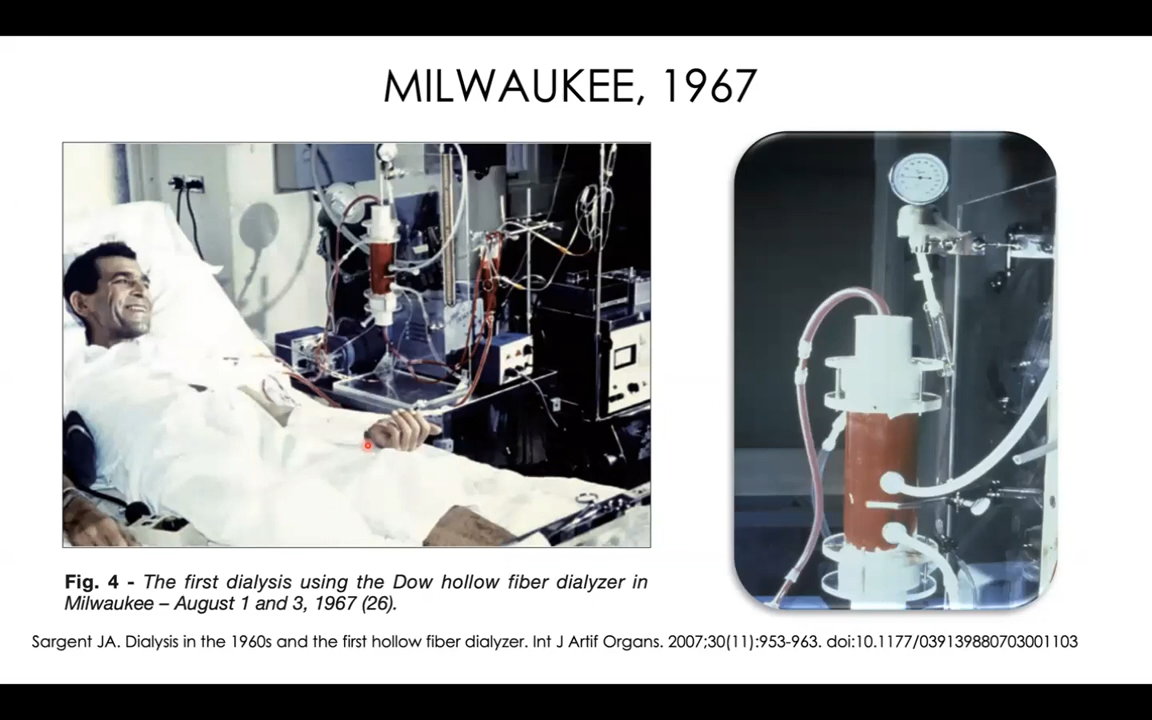 MILWAUKEE, 1967
Fig. 4 - The first dialysis using the Dow hollow fiber dialyzer in
Milwaukee – August 1 and 3, 1967 (26).
Sargent JA. Dialysis in the 1960s and the first hollow fiber dialyzer. Int J Artif Organs. 2007;30(11):953-963. doi:10.1177/039139880703001103